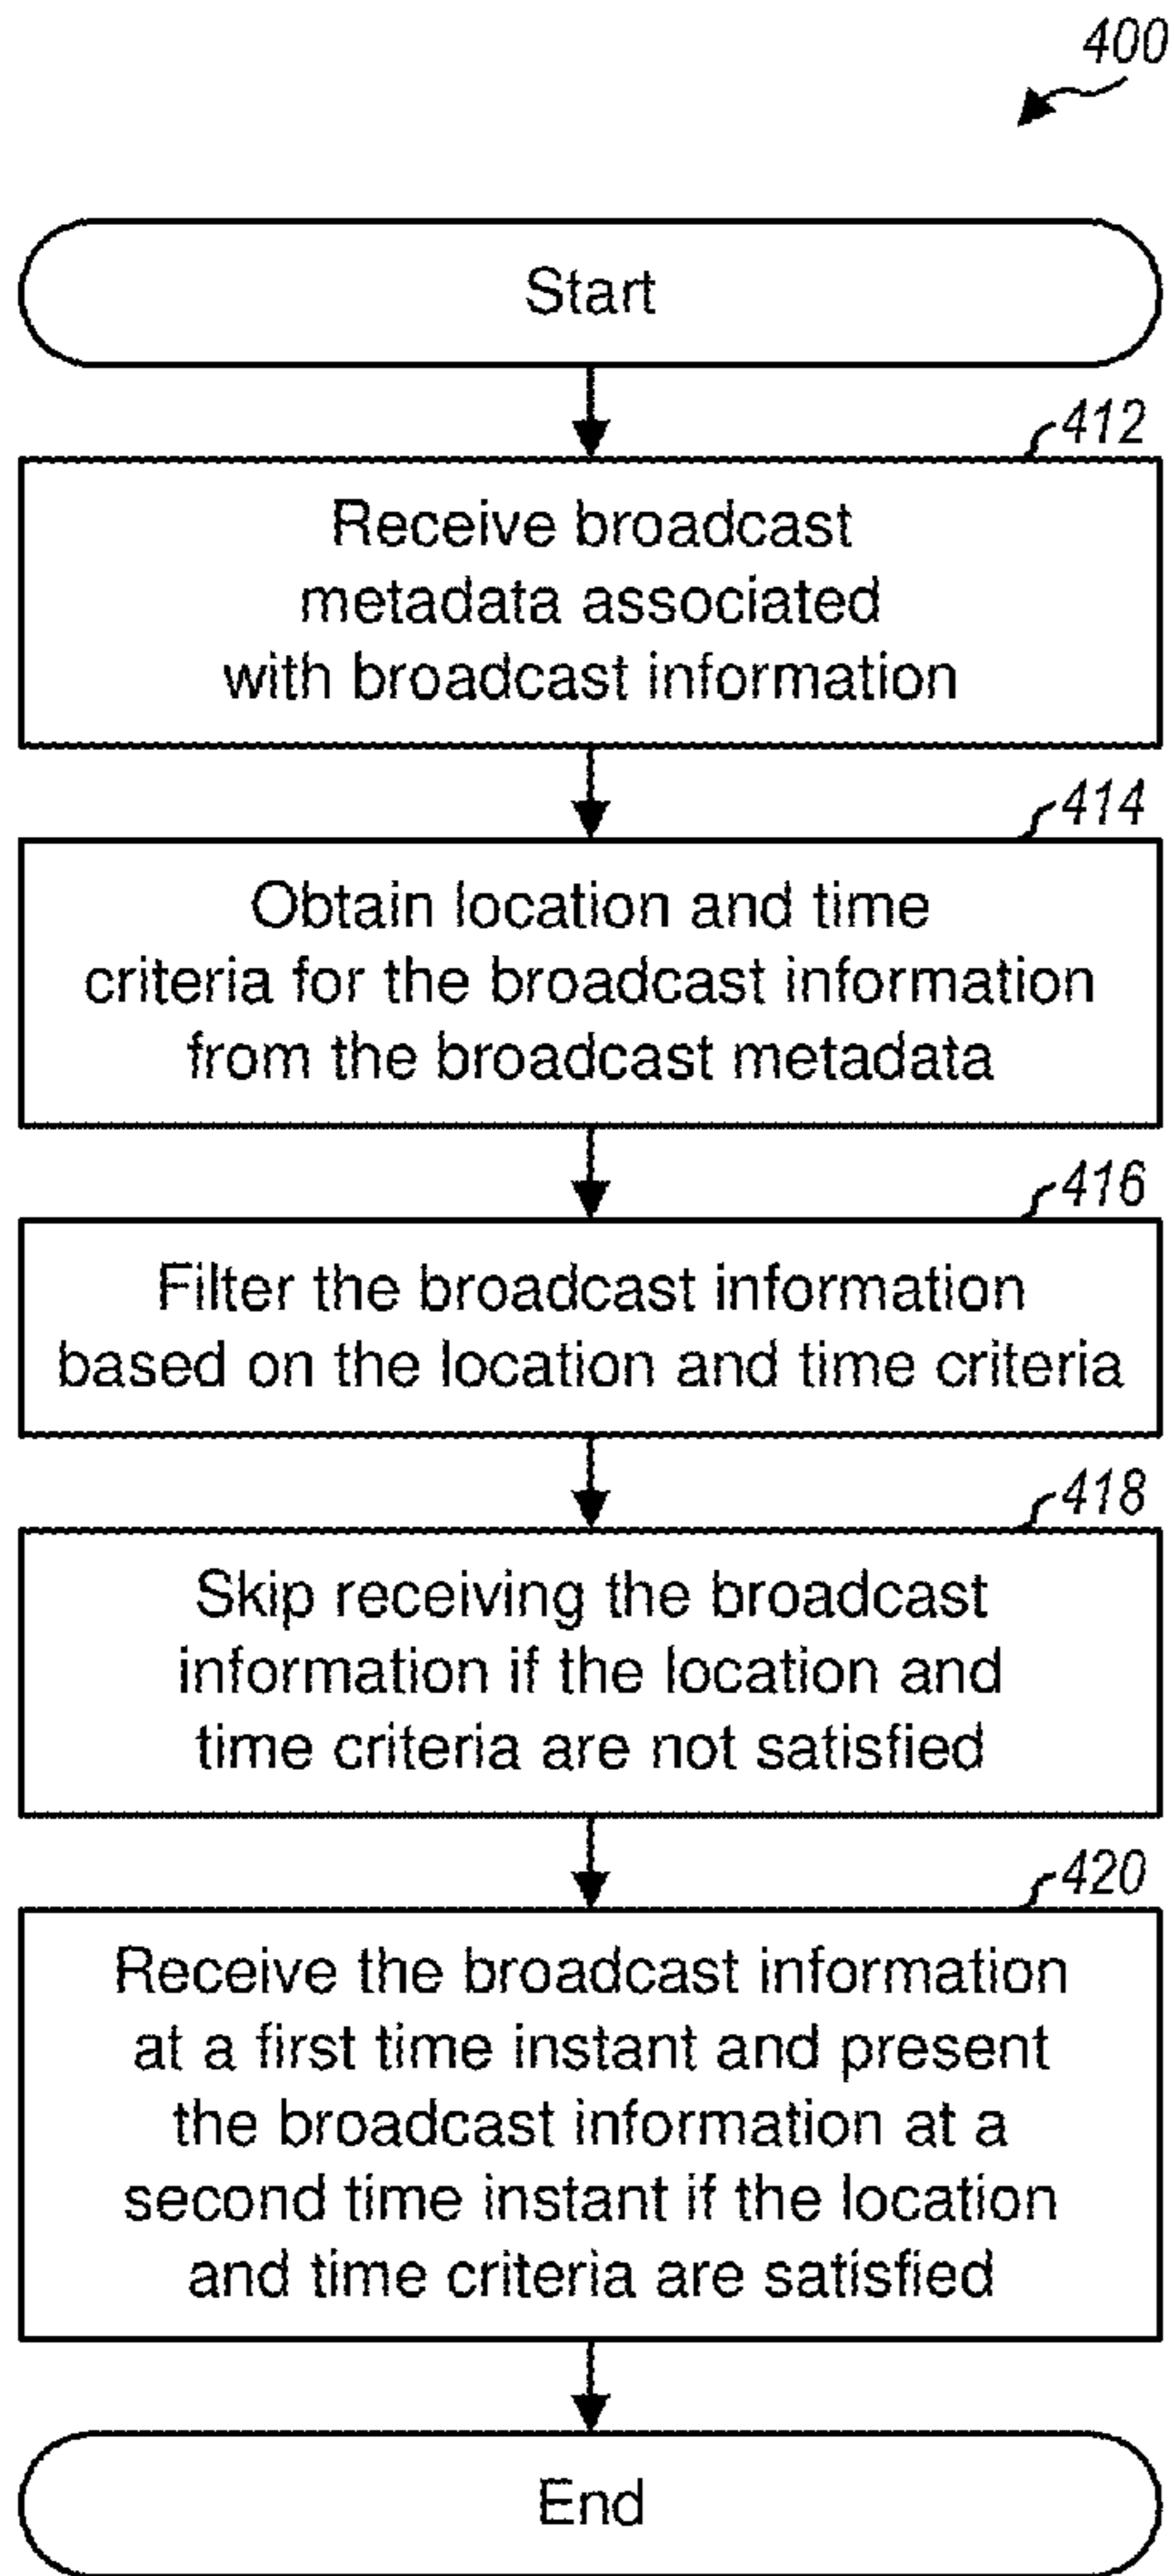 400
Start
412
Receive broadcast
metadata associated
with broadcast information
414
Obtain location and time
criteria for the broadcast information
from the broadcast metadata
416
Filter the broadcast information
based on the location and time criteria
418
Skip receiving the broadcast
information if the location and
time criteria are not satisfied
420
Receive the broadcast information
at a first time instant and present
the broadcast information at a
second time instant if the location
and time criteria are satisfied
End